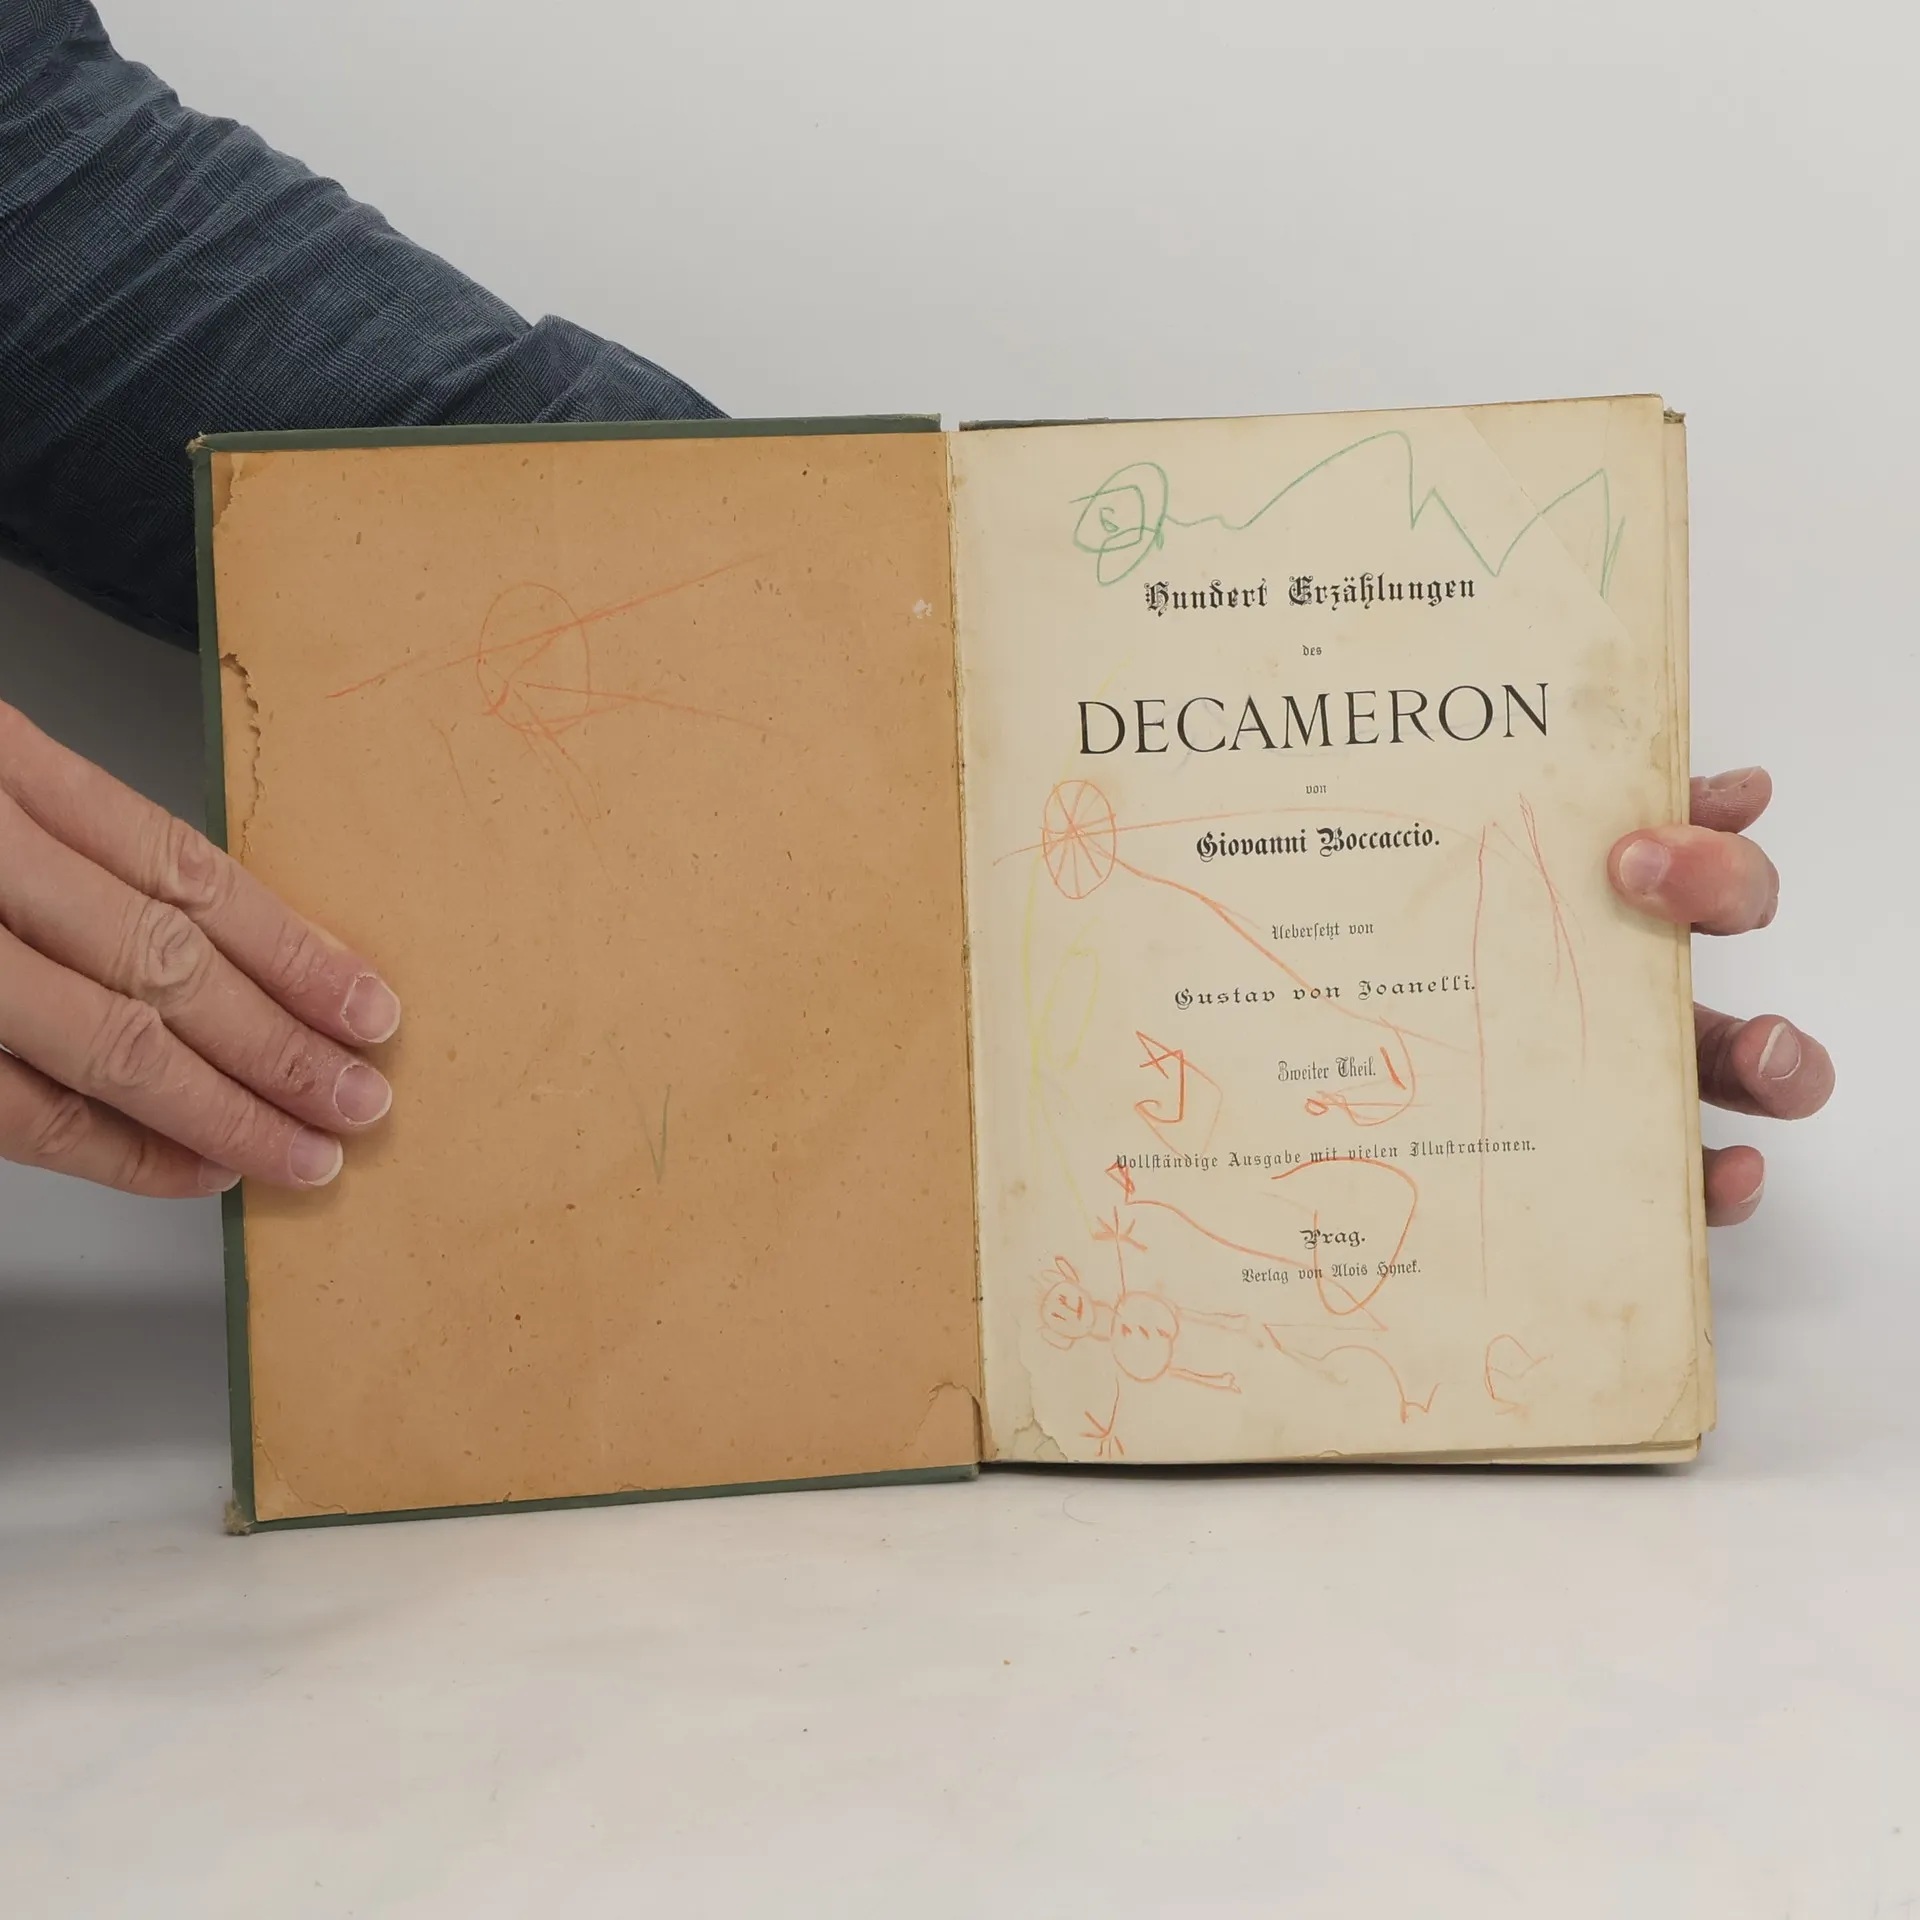 Hundert Erzählungen
des
DECAMERON
von
Giovanni Boccaccio.
Uebersetzt von
Gustav von Joanelli.
Zweiter Theil.
Vollständige Ausgabe mit vielen Illustrationen.
Prag.
Verlag von Alois Hynek.